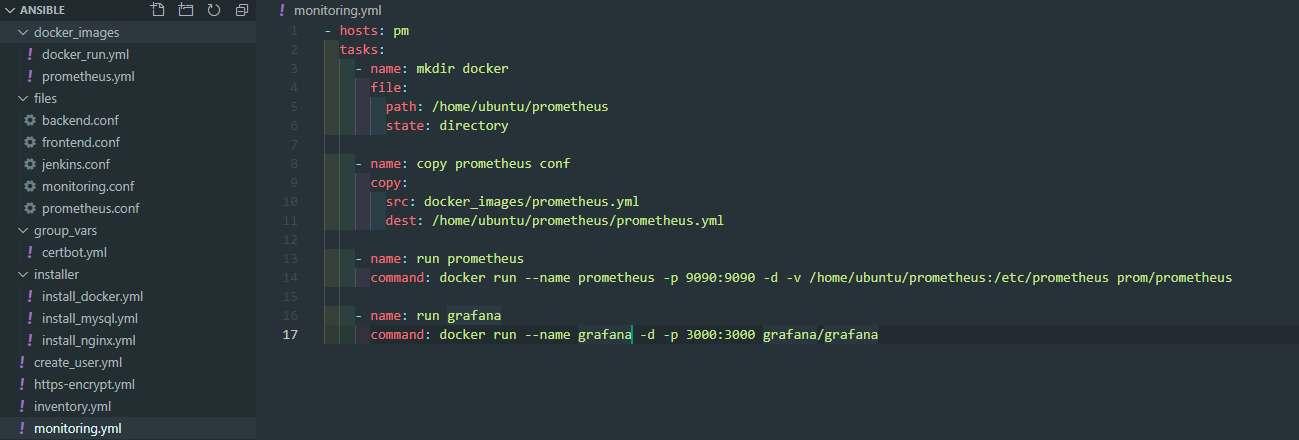 ANSIBLE
docker_images
! docker_run.yml
! prometheus.yml
files
backend.conf
frontend.conf
jenkins.conf
monitoring.conf
prometheus.conf
group_vars
! certbot.yml
installer
! install_docker.yml
! install_mysql.yml
! install_nginx.yml
! create_user.yml
! https-encrypt.yml
! inventory.yml
! monitoring.yml
! monitoring.yml
1 - hosts: pm
2 tasks:
3 - name: mkdir docker
4 file:
5 path: /home/ubuntu/prometheus
6 state: directory
7
8 - name: copy prometheus conf
9 copy:
10 src: docker_images/prometheus.yml
11 dest: /home/ubuntu/prometheus/prometheus.yml
12
13 - name: run prometheus
14 command: docker run --name prometheus -p 9090:9090 -d -v /home/ubuntu/prometheus:/etc/prometheus prom/prometheus
15
16 - name: run grafana
17 command: docker run --name grafana -d -p 3000:3000 grafana/grafana